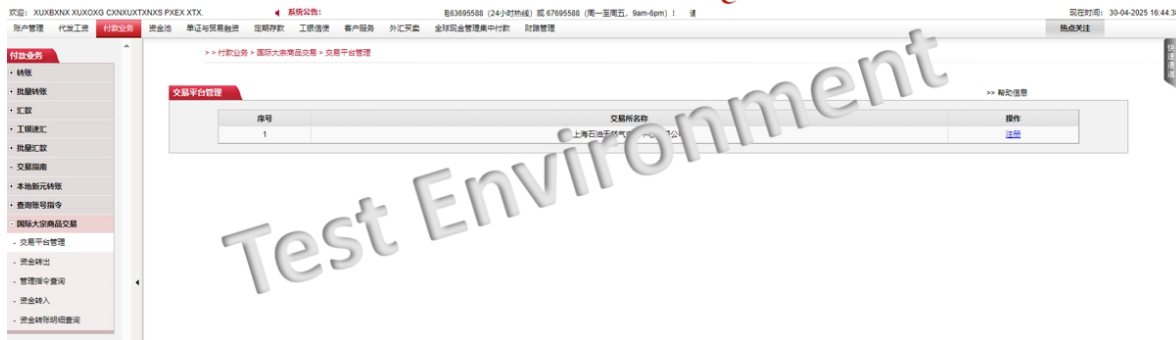 欢迎: XUXBXNX XUXOXG CXNXUXTXNXS PXEX XTX. 系统公告: 63695588 (24小时热线) 或 67695588 (周一至周五, 9am-6pm) ! 现在时间: 30-04-2025 16:44:3
账户管理 代发工资 付款业务 资金池 单证与贸易融资 定期存款 工银信使 客户服务 外汇买卖 全球现金管理集中付款 财路管理 热点关注
快速通道
付款业务 >> 付款业务 > 国际大宗商品交易 > 交易平台管理
+ 转账
+ 批量转账 交易平台管理 >> 帮助信息
+ 汇款 序号 交易所名称 操作
+ 工银速汇 1 上海石油天然气 注册
+ 批量汇款
- 交易指南
+ 本地新元转账
+ 查询账号指令
- 国际大宗商品交易
- 交易平台管理
- 资金转出
- 管理指令查询
- 资金转入
- 资金转账明细查询
Test Environment